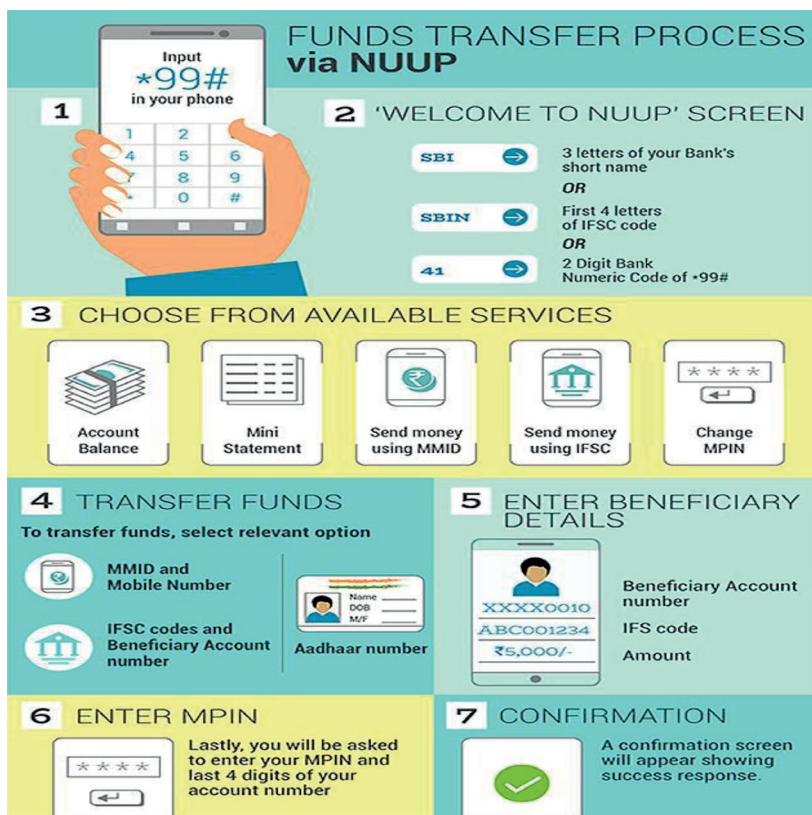 FUNDS TRANSFER PROCESS
via NUUP
1
Input
*99#
in your phone
1 2
4 5 6
7 8 9
* 0 #
2 'WELCOME TO NUUP' SCREEN
SBI
3 letters of your Bank's
short name
OR
SBIN
First 4 letters
of IFSC code
OR
41
2 Digit Bank
Numeric Code of *99#
3 CHOOSE FROM AVAILABLE SERVICES
Account
Balance
Mini
Statement
Send money
using MMID
Send money
using IFSC
* * * *
Change
MPIN
4 TRANSFER FUNDS
To transfer funds, select relevant option
MMID and
Mobile Number
IFSC codes and
Beneficiary Account
number
Name
DOB
M/F
Aadhaar number
5 ENTER BENEFICIARY
DETAILS
XXXX0010
ABC001234
₹5,000/-
Beneficiary Account
number
IFS code
Amount
6 ENTER MPIN
* * * *
Lastly, you will be asked
to enter your MPIN and
last 4 digits of your
account number
7 CONFIRMATION
A confirmation screen
will appear showing
success response.